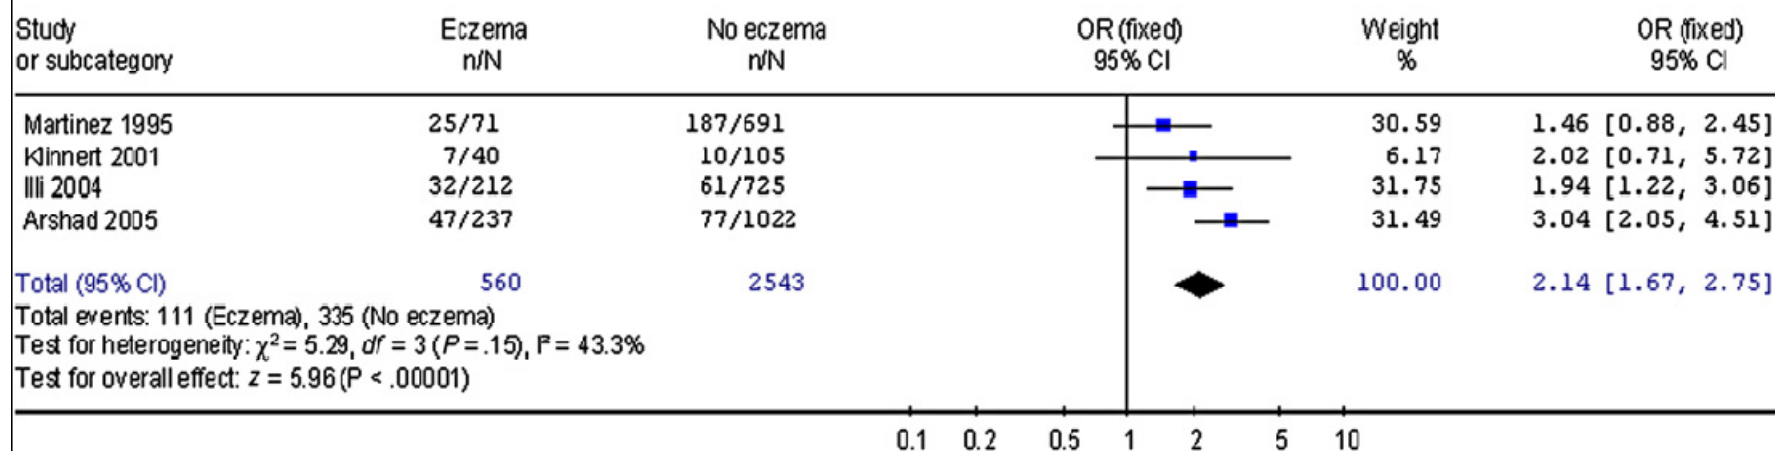 Study Eczema No eczema OR (fixed) Weight OR (fixed)
or subcategory n/N n/N 95% CI % 95% CI
Martinez 1995 25/71 187/691 30.59 1.46 [0.88, 2.45]
Klinnert 2001 7/40 10/105 6.17 2.02 [0.71, 5.72]
Illi 2004 32/212 61/725 31.75 1.94 [1.22, 3.06]
Arshad 2005 47/237 77/1022 31.49 3.04 [2.05, 4.51]
Total (95% CI) 560 2543 100.00 2.14 [1.67, 2.75]
Total events: 111 (Eczema), 335 (No eczema)
Test for heterogeneity: χ² = 5.29, df = 3 (P = .15), I² = 43.3%
Test for overall effect: z = 5.96 (P < .00001)
0.1 0.2 0.5 1 2 5 10